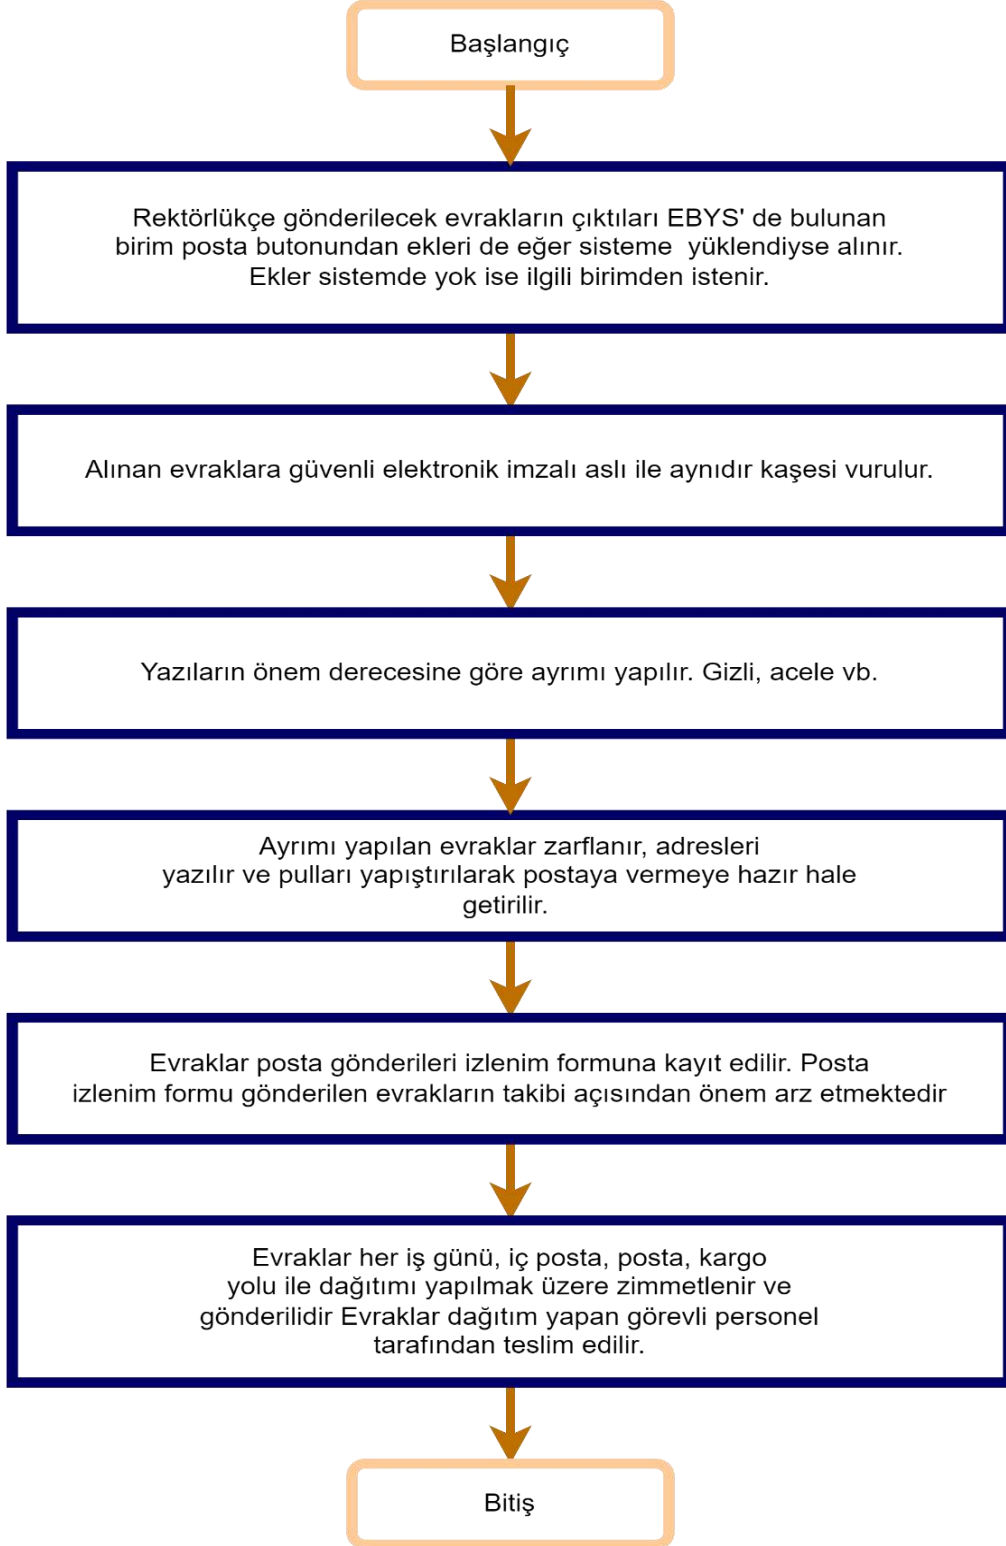 Başlangıç
Rektörlükçe gönderilecek evrakların çıktıları EBYS' de bulunan
birim posta butonundan ekleri de eğer sisteme yüklendiyse alınır.
Ekler sistemde yok ise ilgili birimden istenir.
Alınan evraklara güvenli elektronik imzalı aslı ile aynıdır kaşesi vurulur.
Yazıların önem derecesine göre ayrımı yapılır. Gizli, acele vb.
Ayrımı yapılan evraklar zarflanır, adresleri
yazılır ve pulları yapıştırılarak postaya vermeye hazır hale
getirilir.
Evraklar posta gönderileri izlenim formuna kayıt edilir. Posta
izlenim formu gönderilen evrakların takibi açısından önem arz etmektedir
Evraklar her iş günü, iç posta, posta, kargo
yolu ile dağıtımı yapılmak üzere zimmetlenir ve
gönderilidir Evraklar dağıtım yapan görevli personel
tarafından teslim edilir.
Bitiş